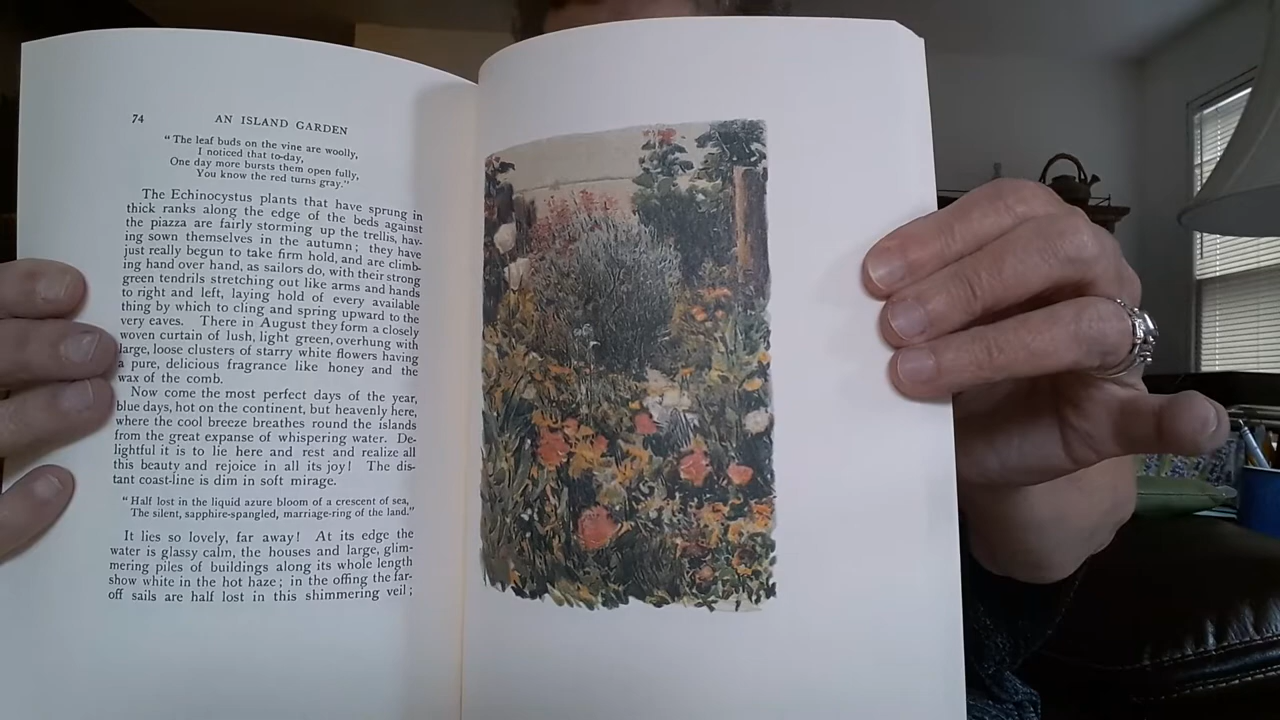 74 AN ISLAND GARDEN
"The leaf buds on the vine are woolly,
I noticed that to-day,
One day more bursts them open fully,
You know the red turns gray."
The Echinocystus plants that have sprung in
thick ranks along the edge of the beds against
the piazza are fairly storming up the trellis, hav-
ing sown themselves in the autumn; they have
just really begun to take firm hold, and are climb-
ing hand over hand, as sailors do, with their strong
green tendrils stretching out like arms and hands
to right and left, laying hold of every available
thing by which to cling and spring upward to the
very eaves. There in August they form a closely
woven curtain of lush, light green, overhung with
large, loose clusters of starry white flowers having
a pure, delicious fragrance like honey and the
wax of the comb.
Now come the most perfect days of the year,
blue days, hot on the continent, but heavenly here,
where the cool breeze breathes round the islands
from the great expanse of whispering water. De-
lightful it is to lie here and rest and realize all
this beauty and rejoice in all its joy! The dis-
tant coast-line is dim in soft mirage.
"Half lost in the liquid azure bloom of a crescent of sea,
The silent, sapphire-spangled, marriage-ring of the land."
It lies so lovely, far away! At its edge the
water is glassy calm, the houses and large, glim-
mering piles of buildings along its whole length
show white in the hot haze; in the offing the far-
off sails are half lost in this shimmering veil;